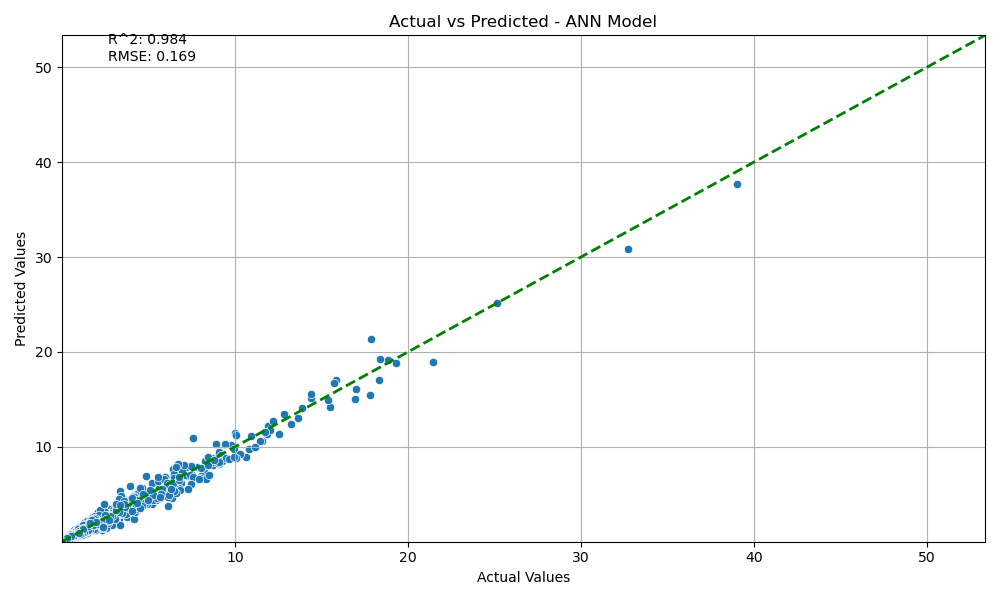 Actual vs Predicted - ANN Model
R^2: 0.984
RMSE: 0.169
50
40
30
20
10
Predicted Values
10
20
30
40
50
Actual Values